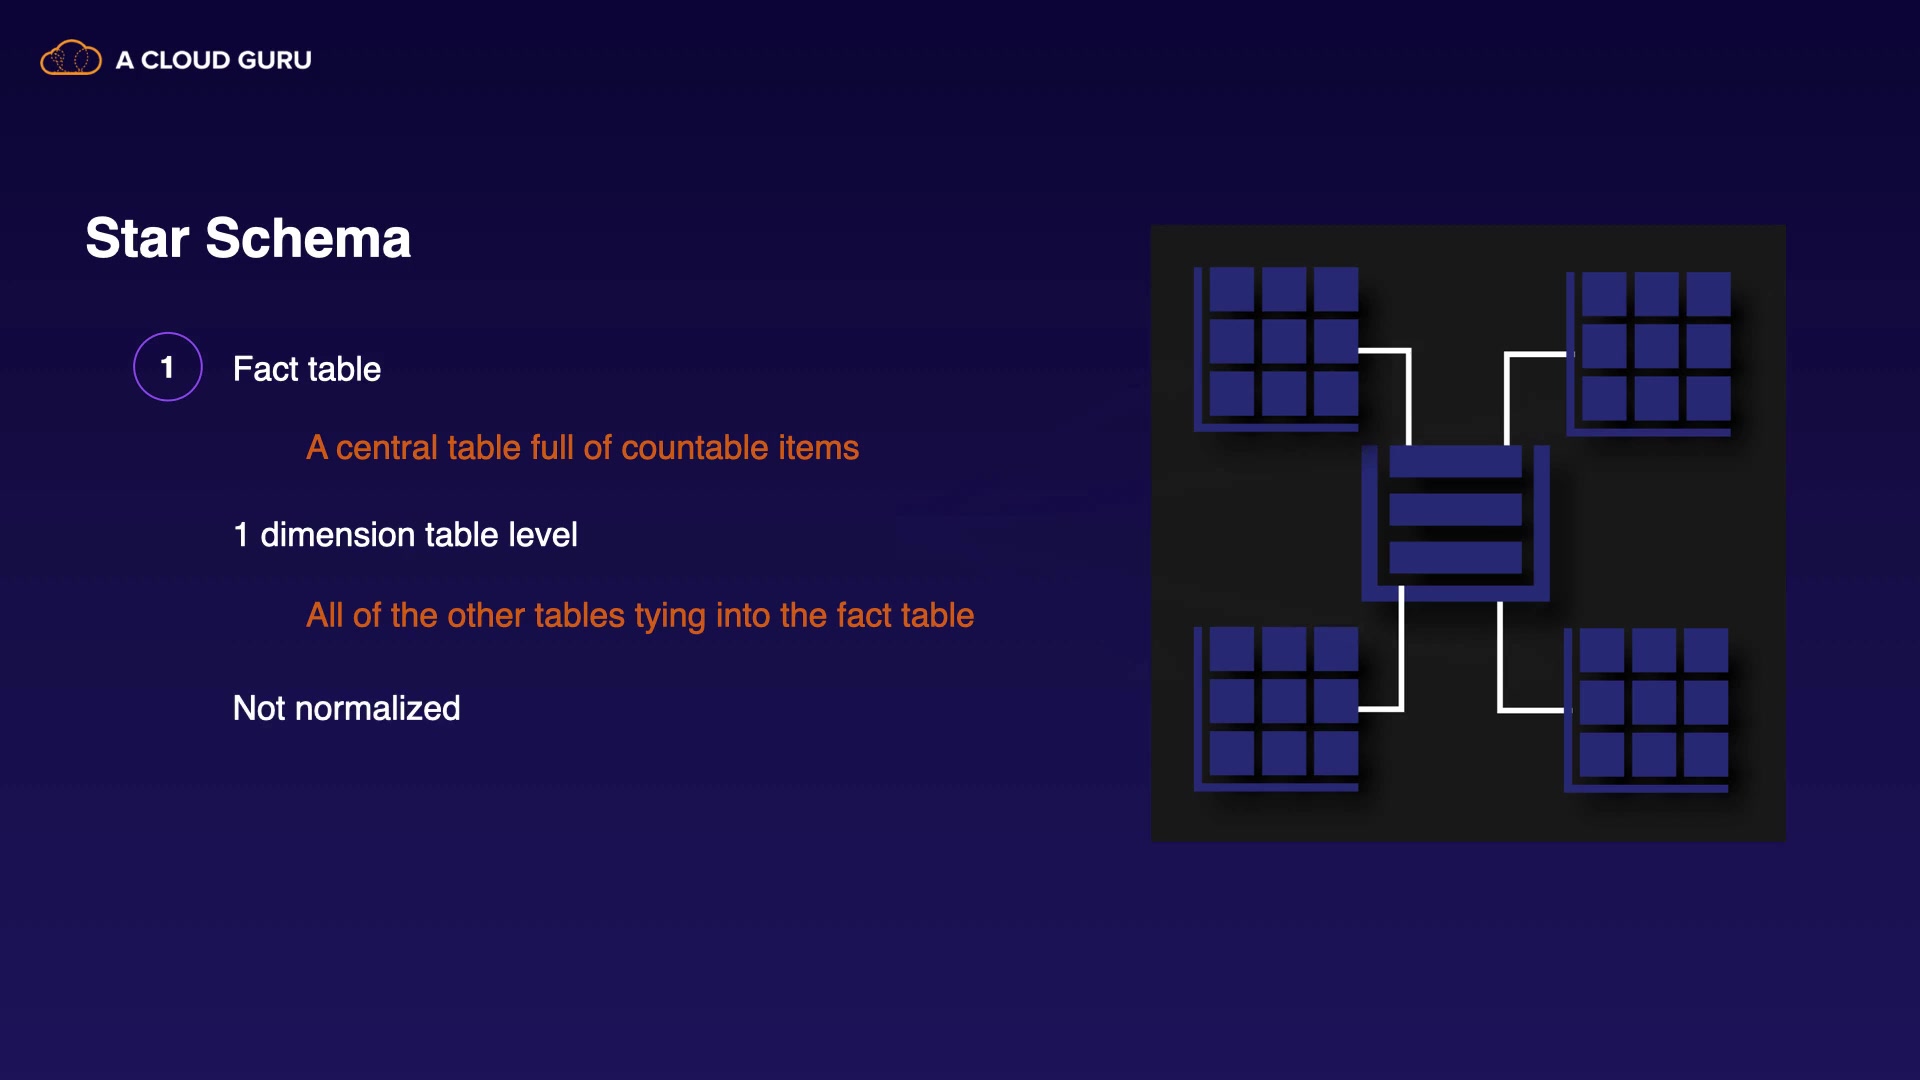 A CLOUD GURU
Star Schema
1
Fact table
A central table full of countable items
1 dimension table level
All of the other tables tying into the fact table
Not normalized